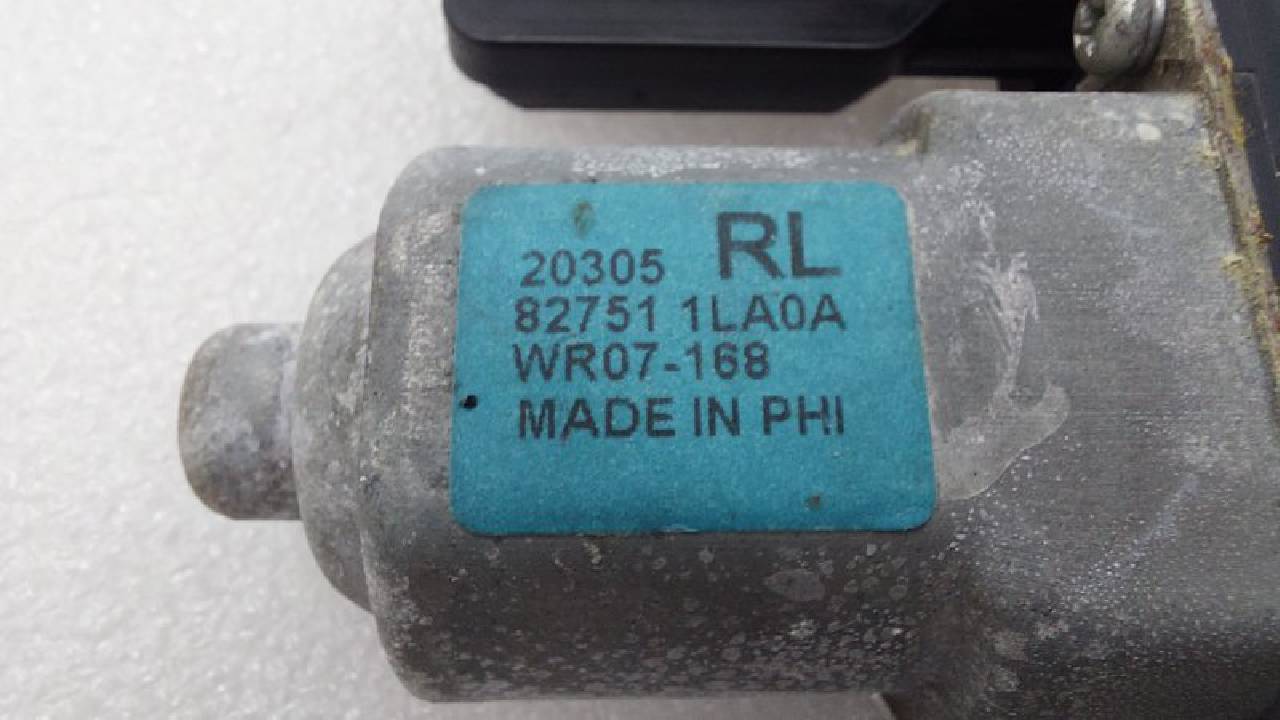 20305 RL
82751 1LA0A
WR07-168
MADE IN PHI